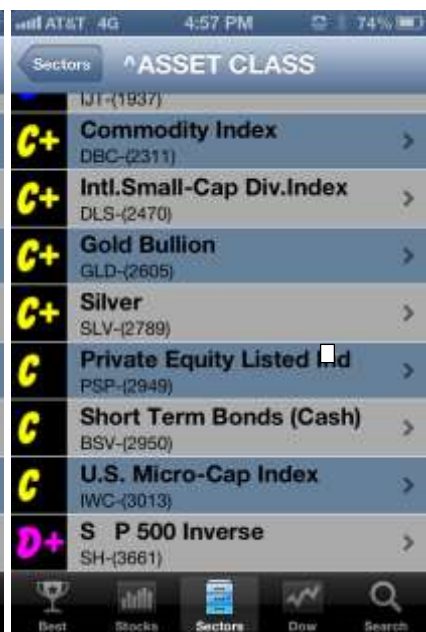 AT&T 4G 4:57 PM 74%
Sectors ^ASSET CLASS
IJT-(1937)
C+ Commodity Index
DBC-(2311)
C+ Intl.Small-Cap Div.Index
DLS-(2470)
C+ Gold Bullion
GLD-(2605)
C+ Silver
SLV-(2789)
C Private Equity Listed Ind
PSP-(2949)
C Short Term Bonds (Cash)
BSV-(2950)
C U.S. Micro-Cap Index
IWC-(3013)
D+ S P 500 Inverse
SH-(3661)
Best Stocks Sectors Dow Search